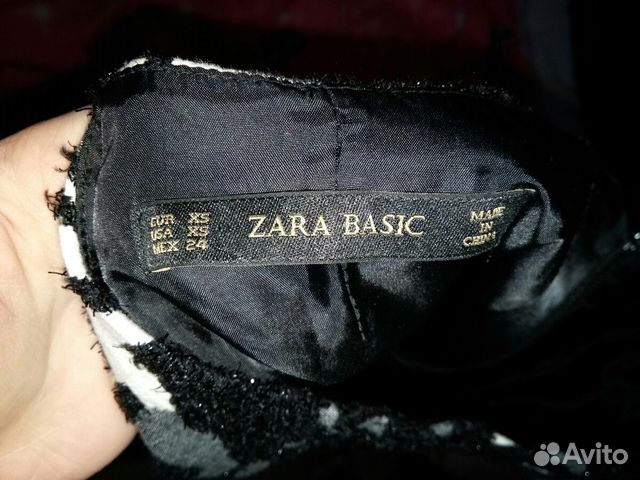 EUR XS
USA XS
MEX 24
ZARA BASIC
MADE
IN
CHINA
Avito